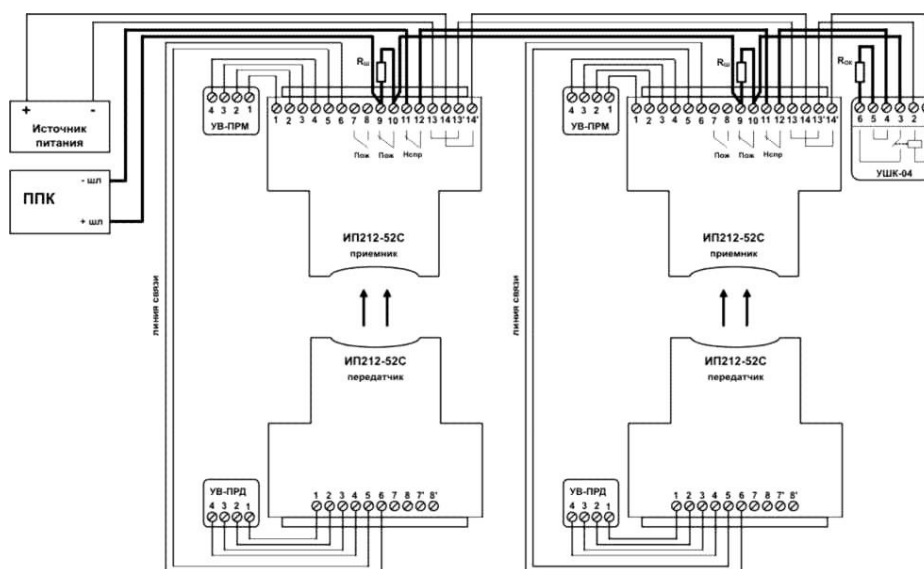 Rш
Rш
Rок
4 3 2 1
4 3 2 1
УВ-ПРМ
1 2 3 4 5 6 7 8 9 10 11 12 13 14 13' 14'
УВ-ПРМ
1 2 3 4 5 6 7 8 9 10 11 12 13 14 13' 14'
6 5 4 3 2
+ -
Источник
питания
Пож Пож Нспр
Пож Пож Нспр
УШК-04
ППК
- шл
+ шл
ИП212-52С
приемник
ИП212-52С
приемник
линия связи
линия связи
ИП212-52С
передатчик
ИП212-52С
передатчик
УВ-ПРД
4 3 2 1
1 2 3 4 5 6 7 8 7' 8'
УВ-ПРД
4 3 2 1
1 2 3 4 5 6 7 8 7' 8'